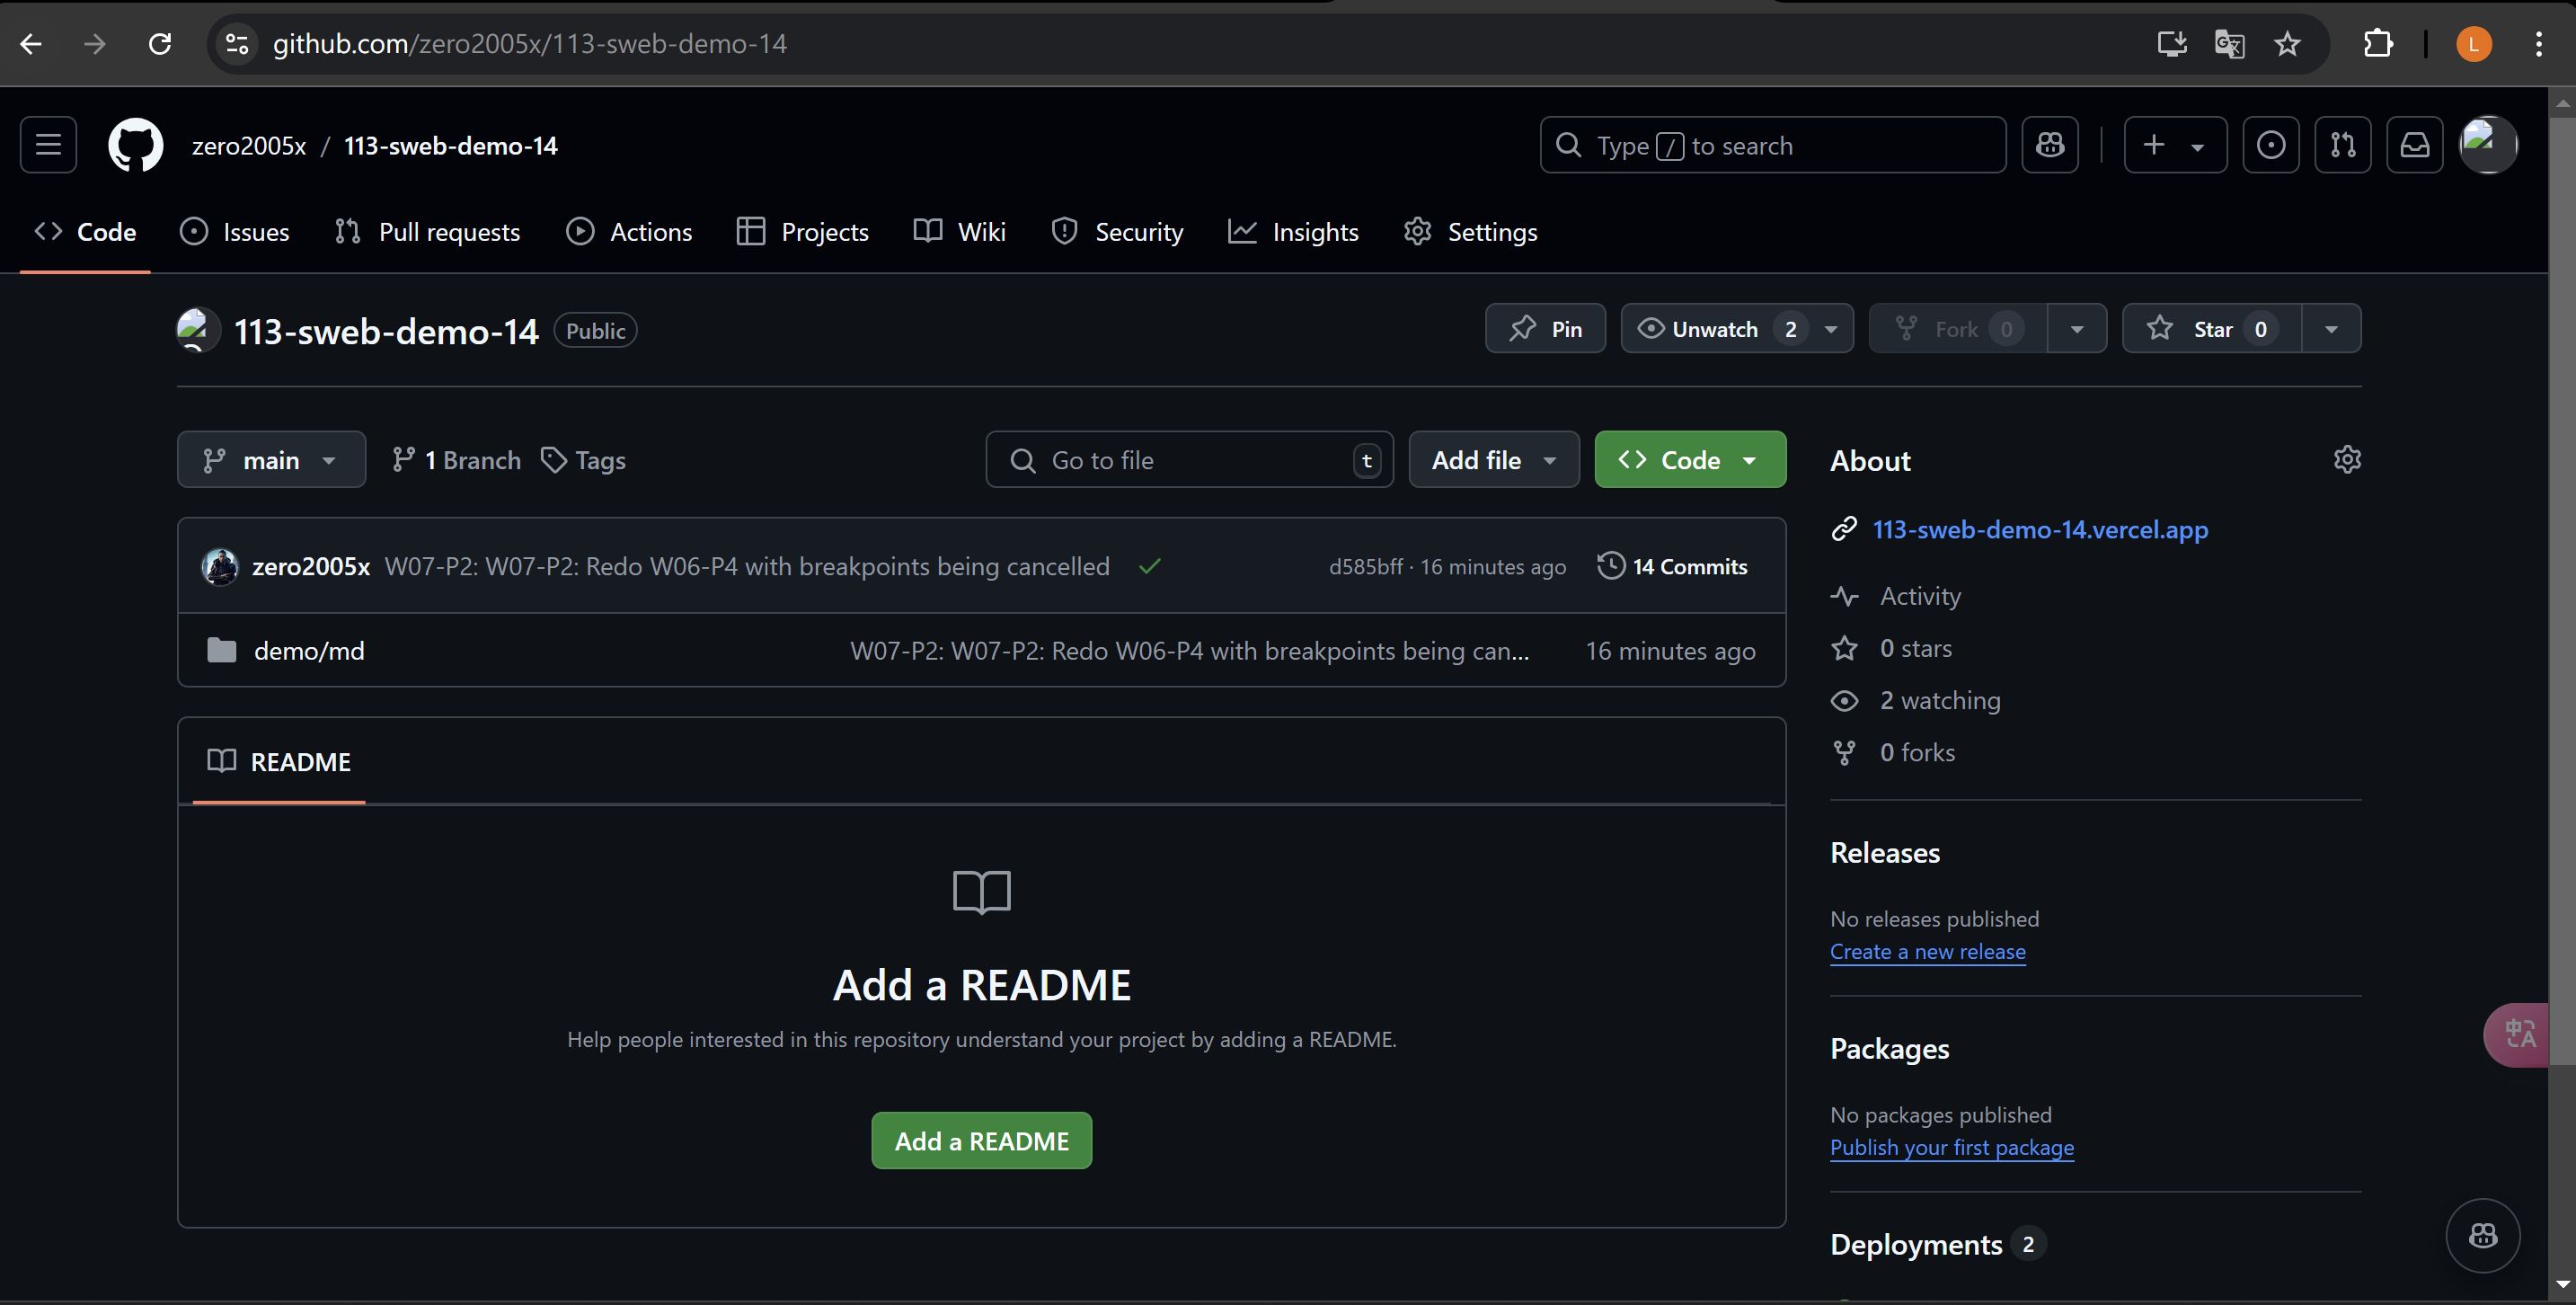 github.com/zero2005x/113-sweb-demo-14
L
zero2005x / 113-sweb-demo-14
Type / to search
Code
Issues
Pull requests
Actions
Projects
Wiki
Security
Insights
Settings
113-sweb-demo-14 Public
Pin
Unwatch 2
Fork 0
Star 0
main
1 Branch
Tags
Go to file t
Add file
Code
zero2005x W07-P2: W07-P2: Redo W06-P4 with breakpoints being cancelled
d585bff · 16 minutes ago
14 Commits
demo/md
W07-P2: W07-P2: Redo W06-P4 with breakpoints being can...
16 minutes ago
README
Add a README
Help people interested in this repository understand your project by adding a README.
Add a README
About
113-sweb-demo-14.vercel.app
Activity
0 stars
2 watching
0 forks
Releases
No releases published
Create a new release
Packages
No packages published
Publish your first package
Deployments 2
中A